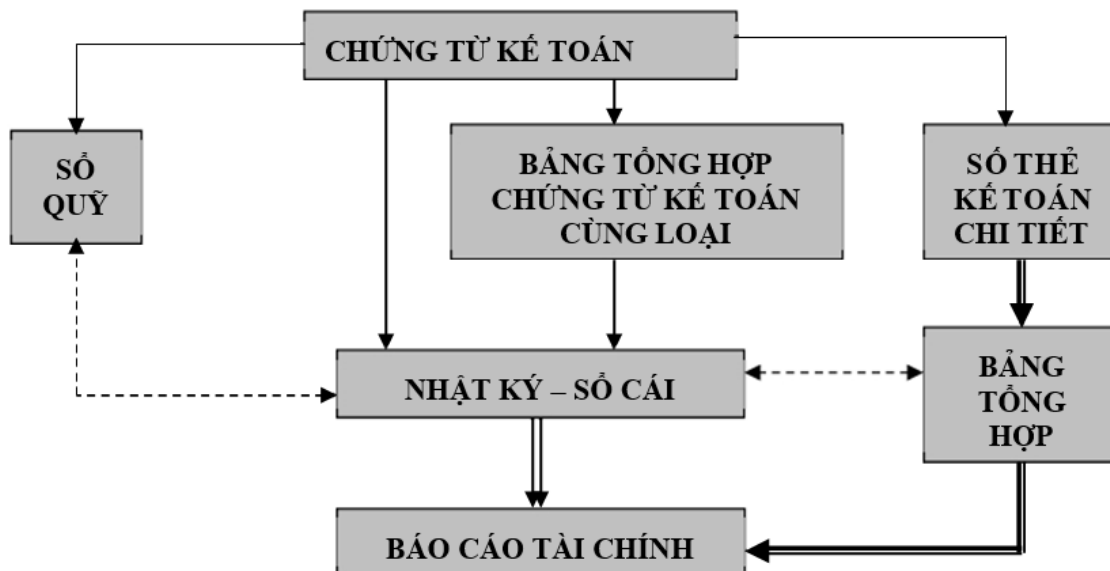 CHỨNG TỪ KẾ TOÁN
SỔ
QUỸ
BẢNG TỔNG HỢP
CHỨNG TỪ KẾ TOÁN
CÙNG LOẠI
SỐ THẺ
KẾ TOÁN
CHI TIẾT
NHẬT KÝ – SỔ CÁI
BẢNG
TỔNG
HỢP
BÁO CÁO TÀI CHÍNH